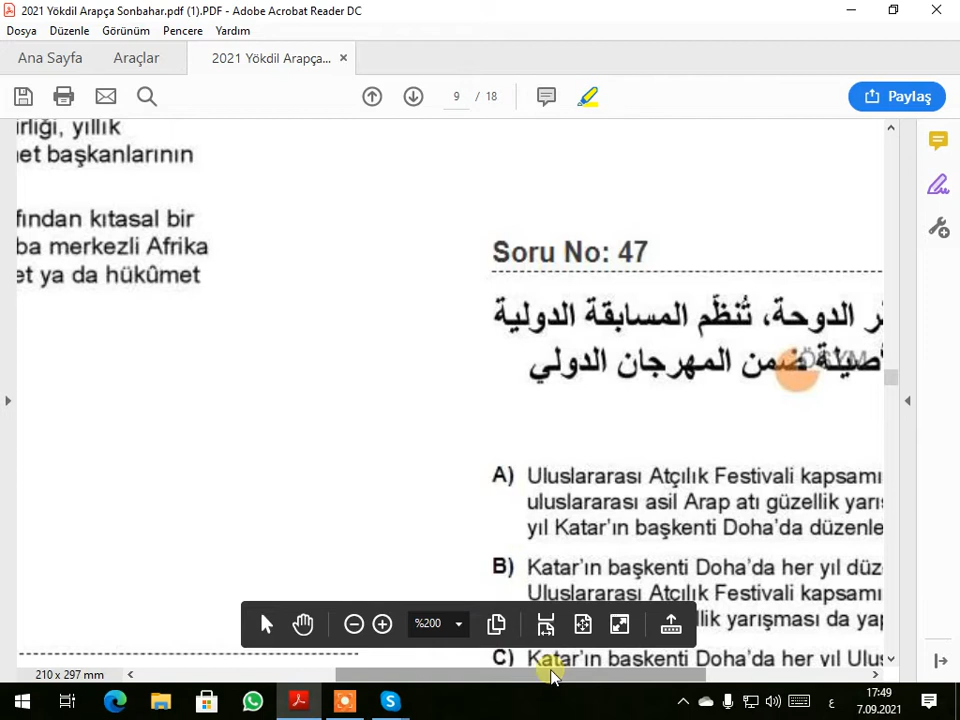 2021 Yökdil Arapça Sonbahar.pdf (1).PDF - Adobe Acrobat Reader DC
Dosya Düzenle Görünüm Pencere Yardım
Ana Sayfa Araçlar 2021 Yökdil Arapça...
9 / 18
Paylaş
irliği, yıllık
et başkanlarının
fından kıtasal bir
ba merkezli Afrika
et ya da hükûmet
Soru No: 47
ر الدوحة، تُنظَّم المسابقة الدولية
صيلة ضمن المهرجان الدولي
ÖSYM
A) Uluslararası Atçılık Festivali kapsamı
uluslararası asil Arap atı güzellik yarış
yıl Katar'ın başkenti Doha'da düzenle
B) Katar'ın başkenti Doha'da her yıl düz
Uluslararası Atçılık Festivali kapsamı
llik yarışması da yap
%200
C) Katar'ın başkenti Doha'da her yıl Ulus
210 x 297 mm
ع
17:49
7.09.2021